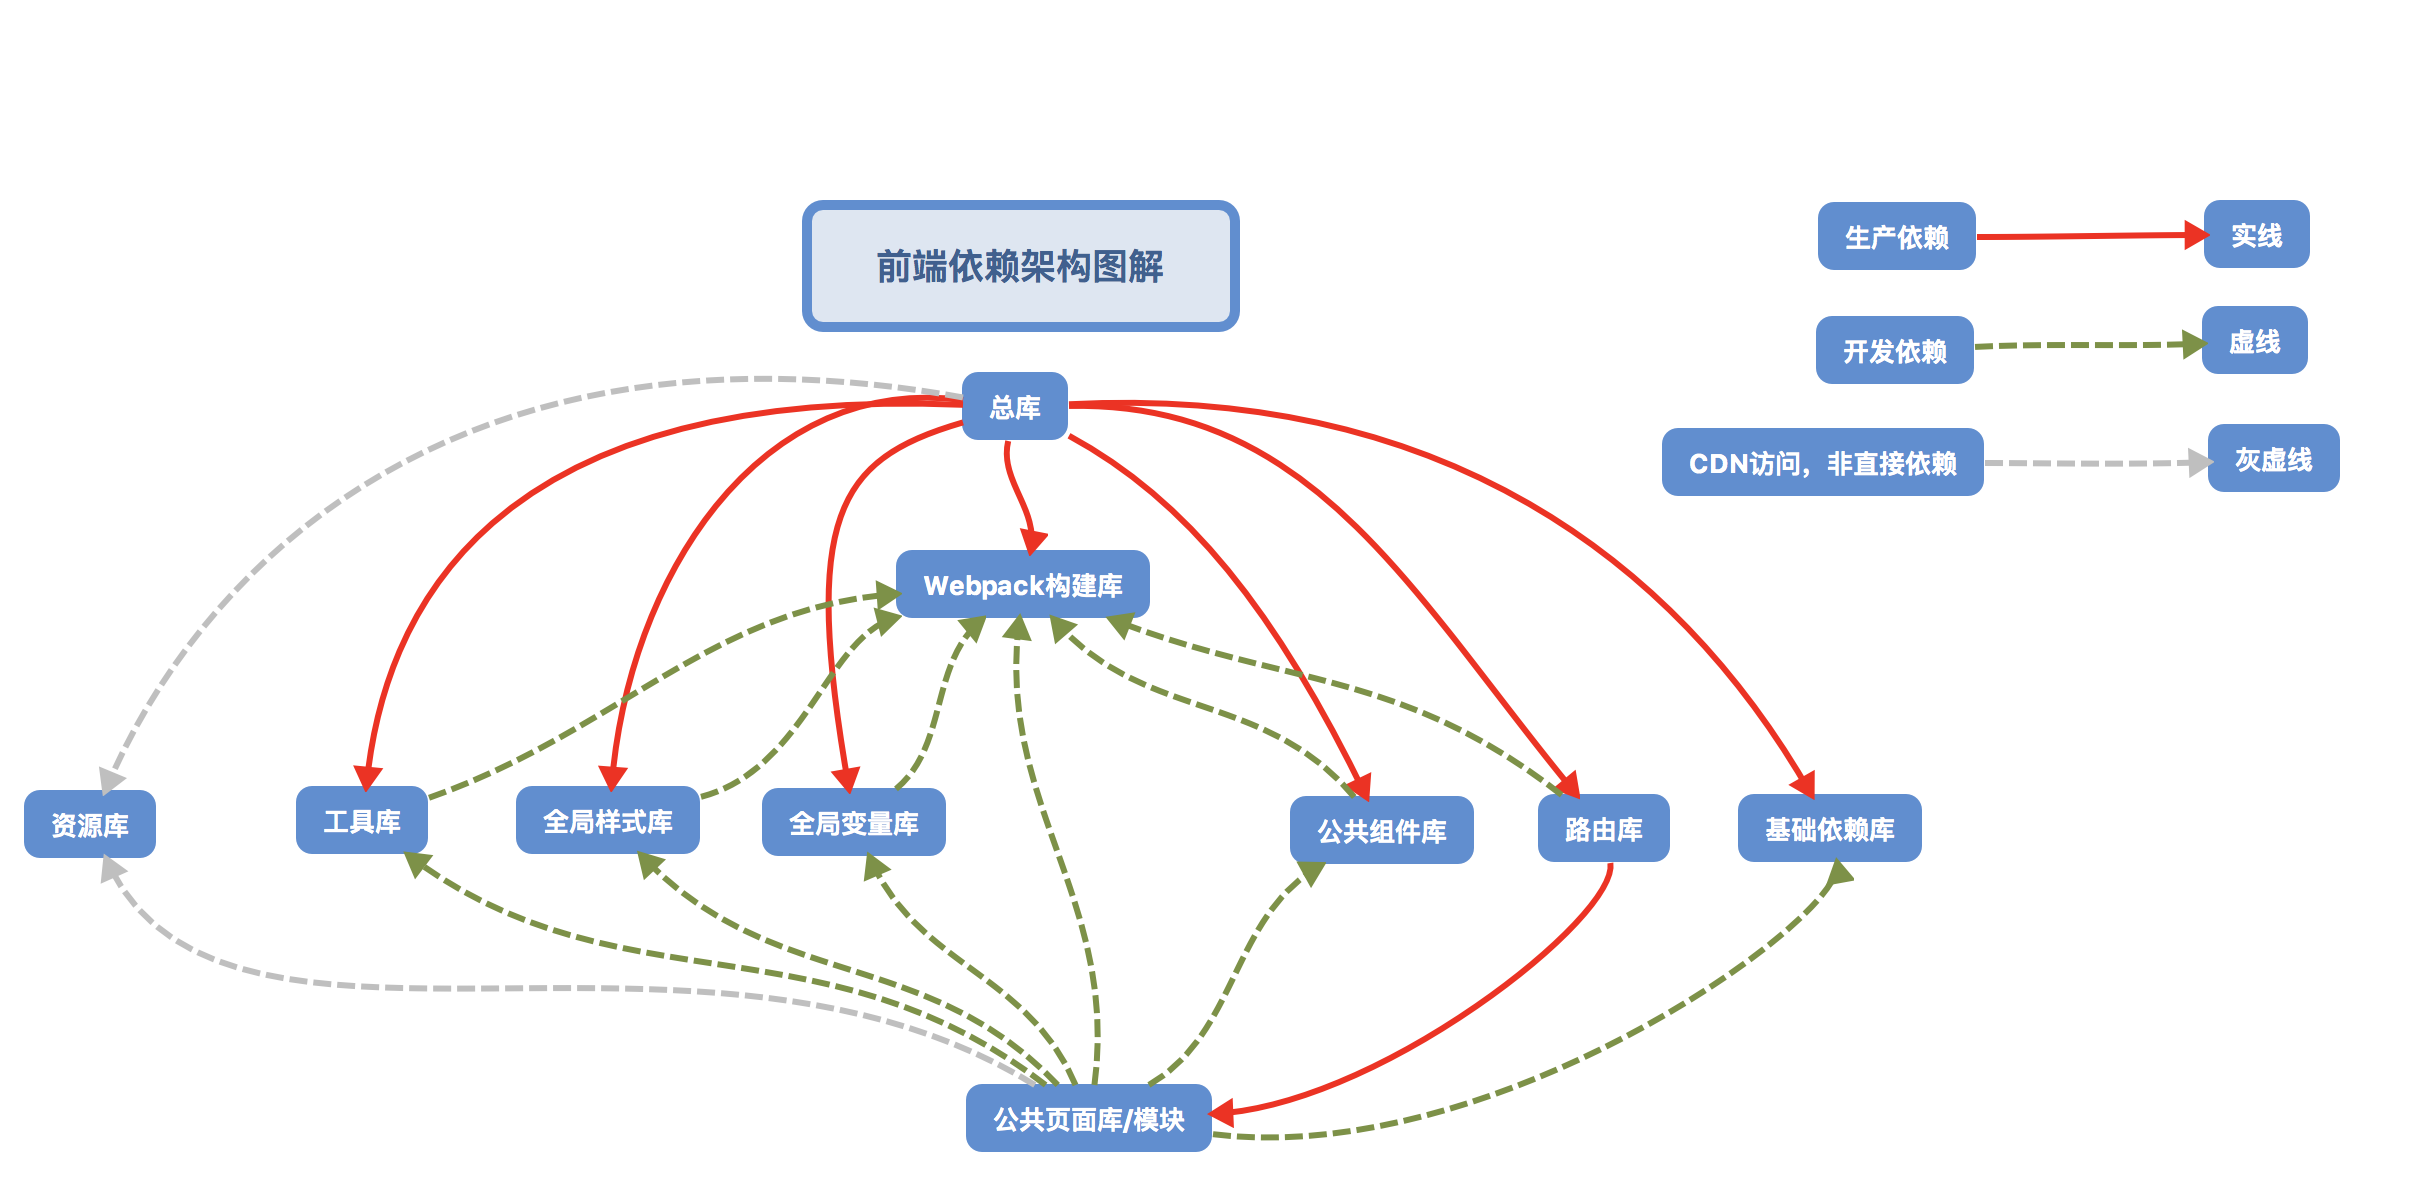 前端依赖架构图解
生产依赖
实线
开发依赖
虚线
CDN访问，非直接依赖
灰虚线
总库
Webpack构建库
资源库
工具库
全局样式库
全局变量库
公共组件库
路由库
基础依赖库
公共页面库/模块